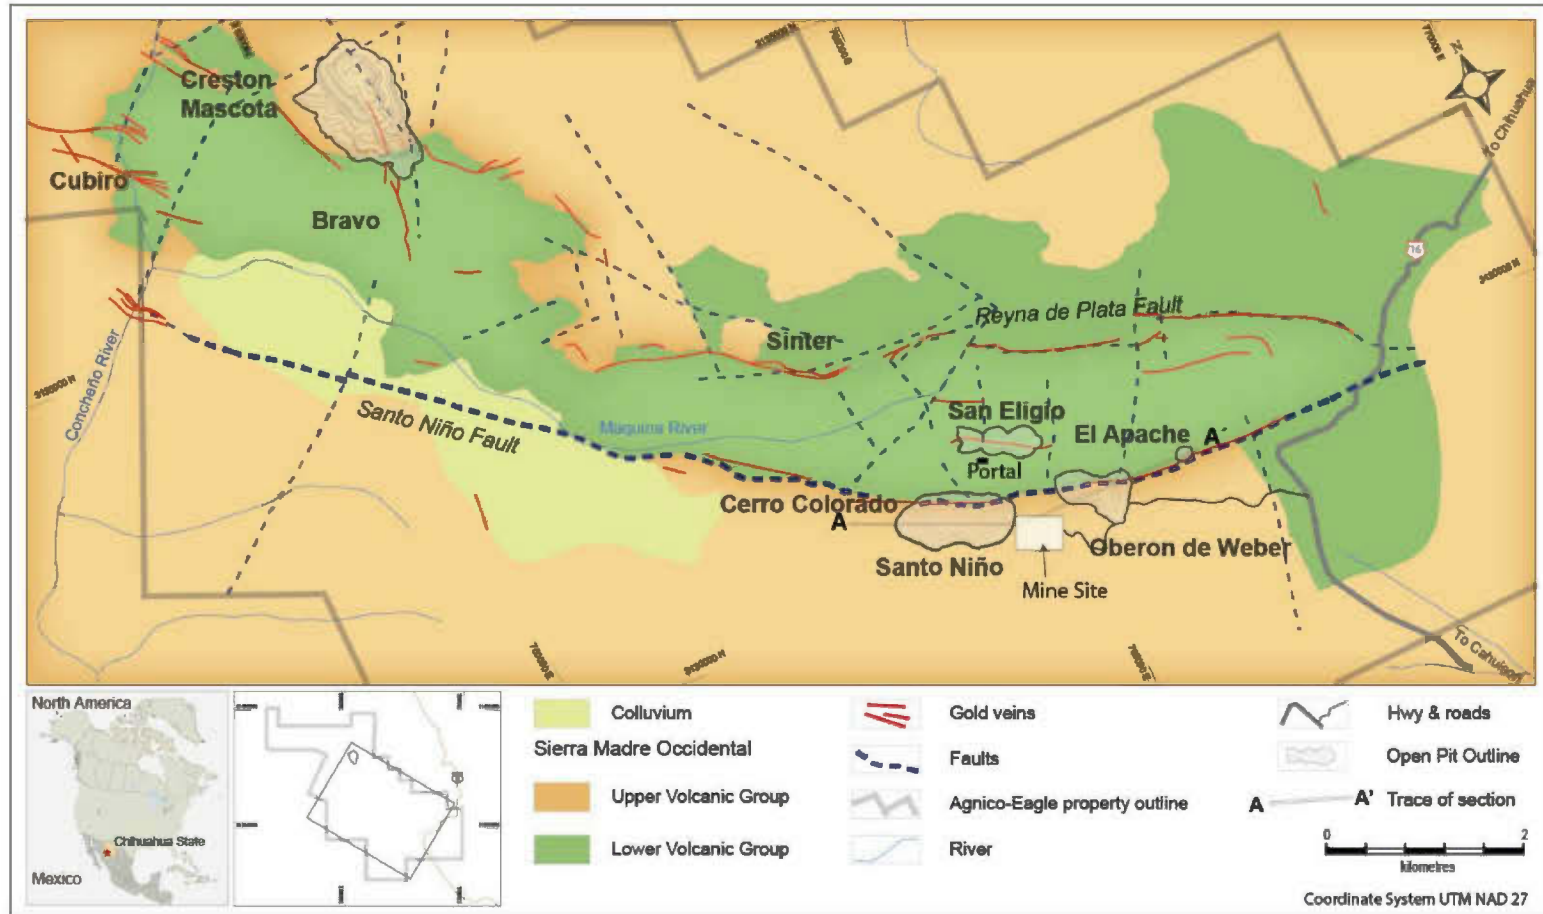 Creston
Mascota
Cubiro
Bravo
Concheño River
Santo Niño Fault
Maguina River
Sinter
Reyna de Plata Fault
San Eligio
Portal
El Apache
A'
Cerro Colorado
A
Santo Niño
Mine Site
Oberon de Weber
N
To Chihuahua
16
To Cahuisori
North America
Chihuahua State
Mexico
Colluvium
Sierra Madre Occidental
Upper Volcanic Group
Lower Volcanic Group
Gold veins
Faults
Agnico-Eagle property outline
River
Hwy & roads
Open Pit Outline
A A' Trace of section
0 2
kilometres
Coordinate System UTM NAD 27